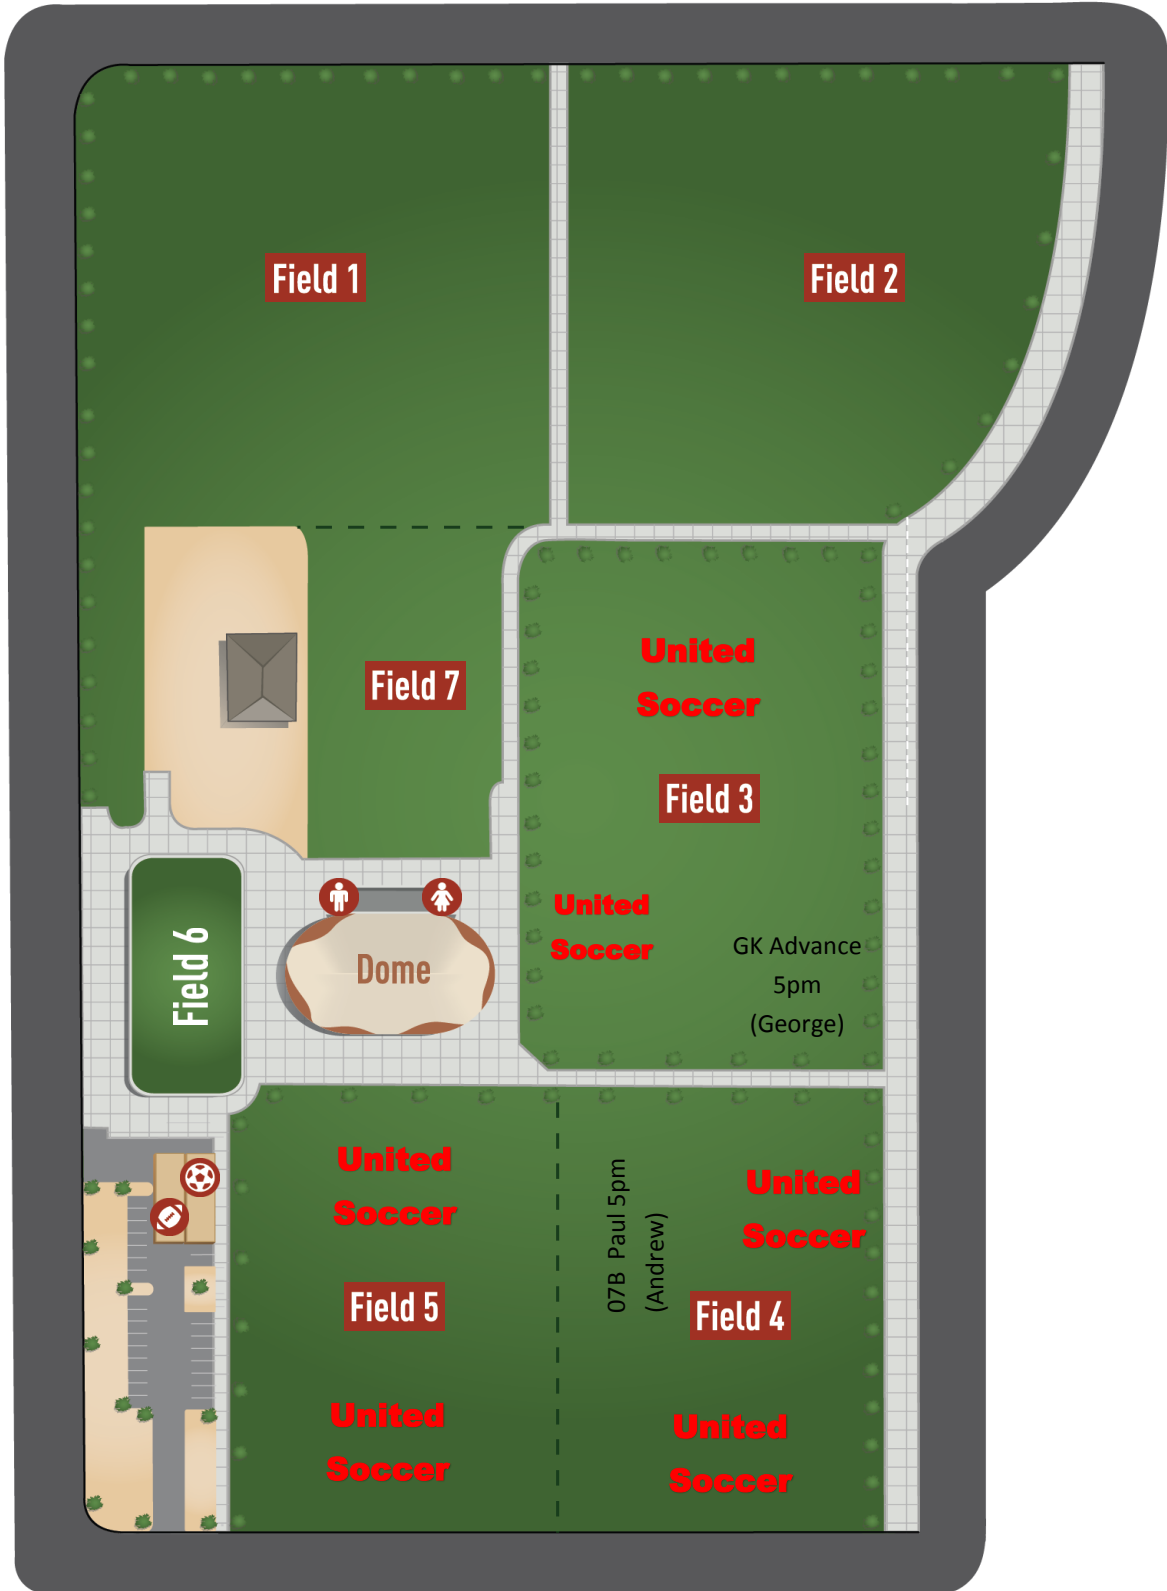 Field 1
Field 2
United
Soccer
Field 7
Field 3
United
Soccer
GK Advance
5pm
(George)
Field 6
Dome
United
Soccer
07B  Paul 5pm
(Andrew)
United
Soccer
Field 5
Field 4
United
Soccer
United
Soccer